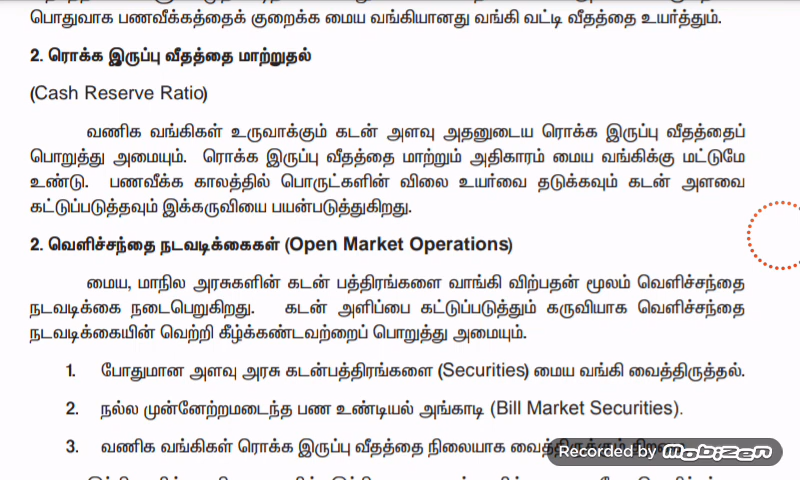 பொதுவாக பணவீக்கத்தைக் குறைக்க மைய வங்கியானது வங்கி வட்டி வீதத்தை உயர்த்தும்.
2. ரொக்க இருப்பு வீதத்தை மாற்றுதல்
(Cash Reserve Ratio)
வணிக வங்கிகள் உருவாக்கும் கடன் அளவு அதனுடைய ரொக்க இருப்பு வீதத்தைப்
பொறுத்து அமையும். ரொக்க இருப்பு வீதத்தை மாற்றும் அதிகாரம் மைய வங்கிக்கு மட்டுமே
உண்டு. பணவீக்க காலத்தில் பொருட்களின் விலை உயர்வை தடுக்கவும் கடன் அளவை
கட்டுப்படுத்தவும் இக்கருவியை பயன்படுத்துகிறது.
2. வெளிச்சந்தை நடவடிக்கைகள் (Open Market Operations)
மைய, மாநில அரசுகளின் கடன் பத்திரங்களை வாங்கி விற்பதன் மூலம் வெளிச்சந்தை
நடவடிக்கை நடைபெறுகிறது. கடன் அளிப்பை கட்டுப்படுத்தும் கருவியாக வெளிச்சந்தை
நடவடிக்கையின் வெற்றி கீழ்க்கண்டவற்றைப் பொறுத்து அமையும்.
1. போதுமான அளவு அரசு கடன்பத்திரங்களை (Securities) மைய வங்கி வைத்திருத்தல்.
2. நல்ல முன்னேற்றமடைந்த பண உண்டியல் அங்காடி (Bill Market Securities).
3. வணிக வங்கிகள் ரொக்க இருப்பு வீதத்தை நிலையாக வைத்திருக்கும்
Recorded by mobizen